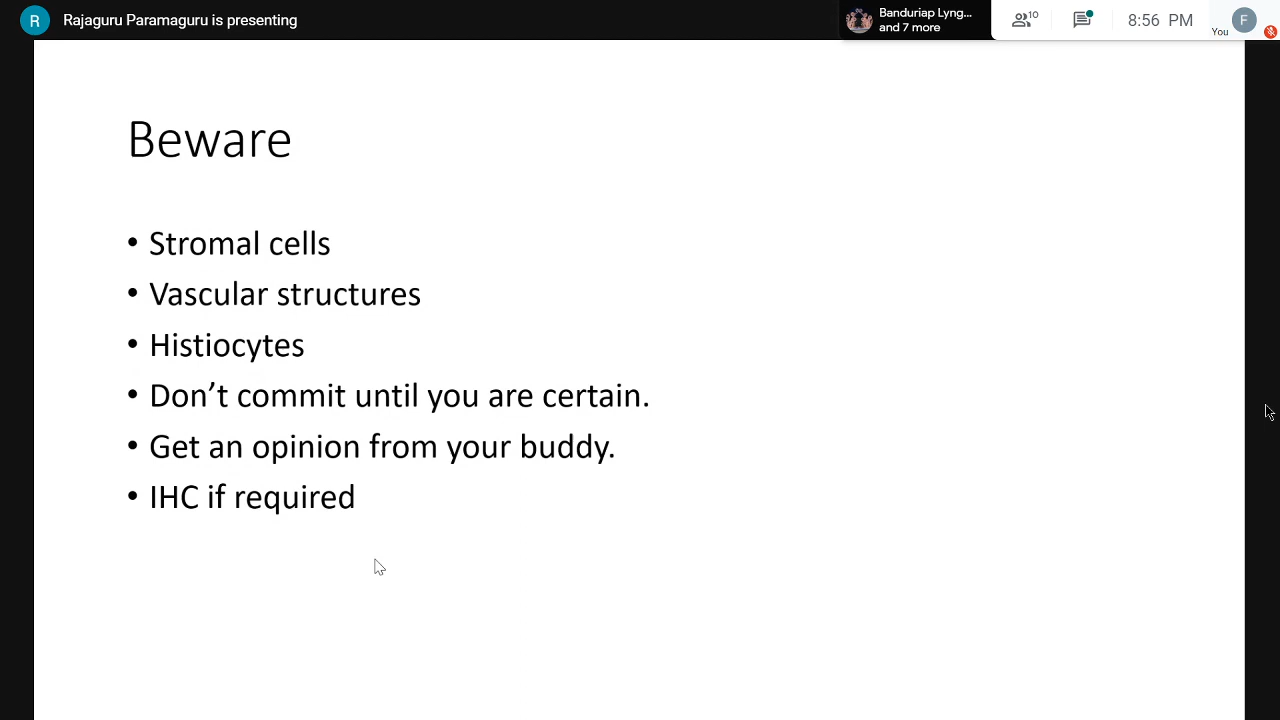 R Rajaguru Paramaguru is presenting
Banduriap Lyng...
and 7 more
10
8:56 PM
You
F
Beware
• Stromal cells
• Vascular structures
• Histiocytes
• Don’t commit until you are certain.
• Get an opinion from your buddy.
• IHC if required